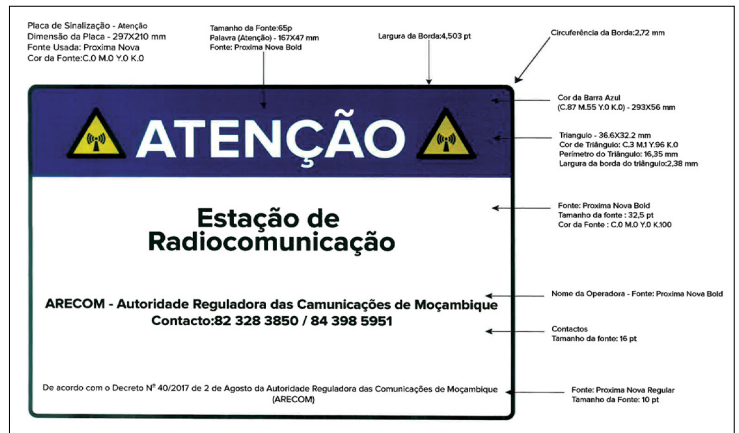 Placa de Sinalização - Atenção
Dimensão da Placa - 297X210 mm
Fonte Usada: Proxima Nova
Cor da Fonte:C.0 M.0 Y.0 K.0
Tamanho da Fonte:65p
Palavra (Atenção) - 167X47 mm
Fonte: Proxima Nova Bold
Largura da Borda:4,503 pt
Circuferência da Borda:2,72 mm
Cor da Barra Azul
(C.87 M.55 Y.0 K.0) - 293X56 mm
ATENÇÃO
Triangulo - 36.6X32.2 mm
Cor de Triângulo: C.3 M.1 Y.96 K.0
Perímetro do Triângulo: 16,35 mm
Largura da borda do triângulo:2,38 mm
Estação de
Radiocomunicação
Fonte: Proxima Nova Bold
Tamanho da fonte : 32,5 pt
Cor da Fonte : C.0 M.0 Y.0 K.100
ARECOM - Autoridade Reguladora das Camunicações de Moçambique
Contacto:82 328 3850 / 84 398 5951
Nome da Operadora - Fonte: Proxima Nova Bold
Contactos
Tamanho da fonte: 16 pt
De acordo com o Decreto Nº 40/2017 de 2 de Agosto da Autoridade Reguladora das Comunicações de Moçambique
(ARECOM)
Fonte: Proxima Nova Regular
Tamanho da Fonte: 10 pt